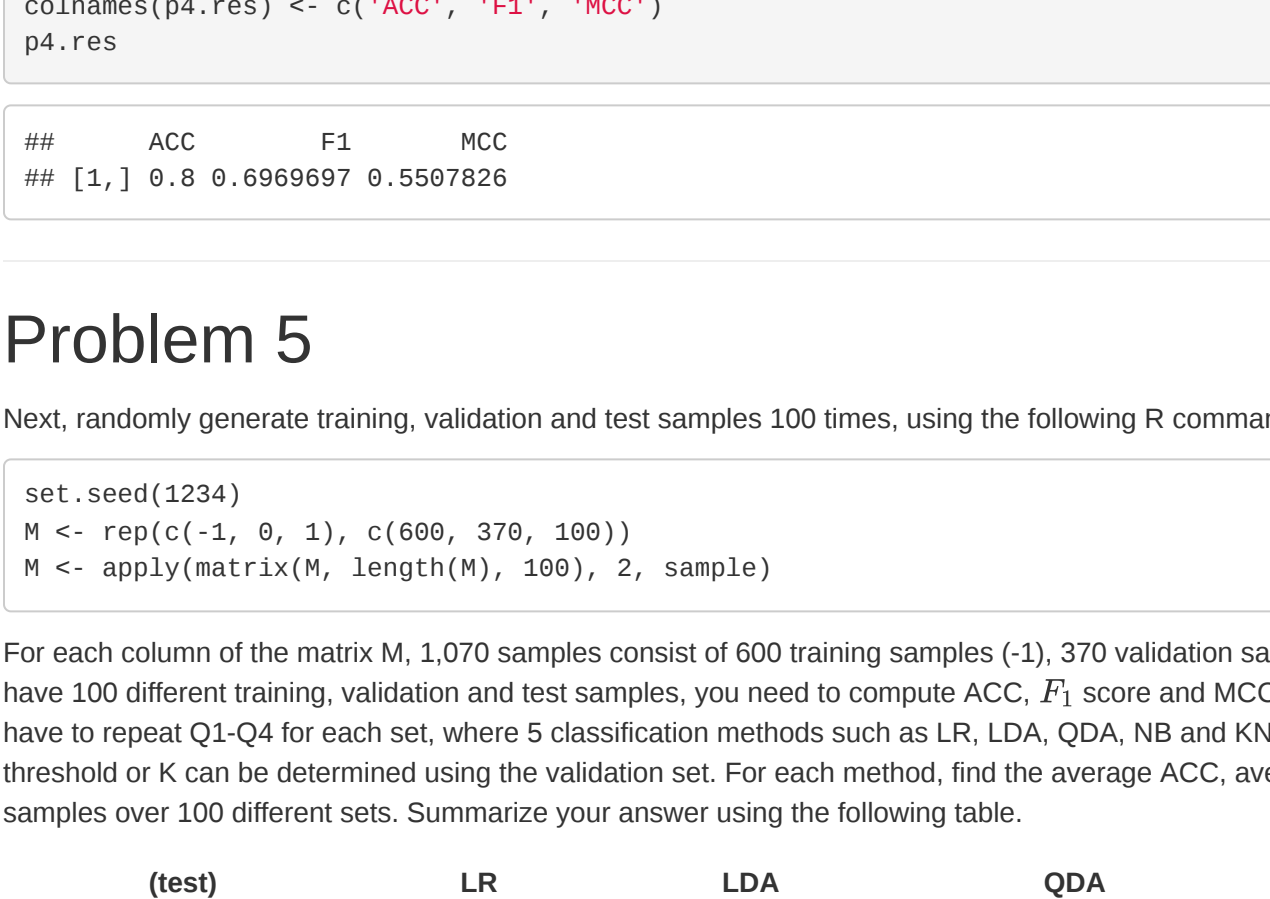 colnames(p4.res) <- c('ACC', 'F1', 'MCC')
p4.res
##      ACC        F1       MCC
## [1,] 0.8 0.6969697 0.5507826
Problem 5
Next, randomly generate training, validation and test samples 100 times, using the following R comman
set.seed(1234)
M <- rep(c(-1, 0, 1), c(600, 370, 100))
M <- apply(matrix(M, length(M), 100), 2, sample)
For each column of the matrix M, 1,070 samples consist of 600 training samples (-1), 370 validation sa
have 100 different training, validation and test samples, you need to compute ACC, F₁ score and MCC
have to repeat Q1-Q4 for each set, where 5 classification methods such as LR, LDA, QDA, NB and KN
threshold or K can be determined using the validation set. For each method, find the average ACC, ave
samples over 100 different sets. Summarize your answer using the following table.
(test) LR LDA QDA